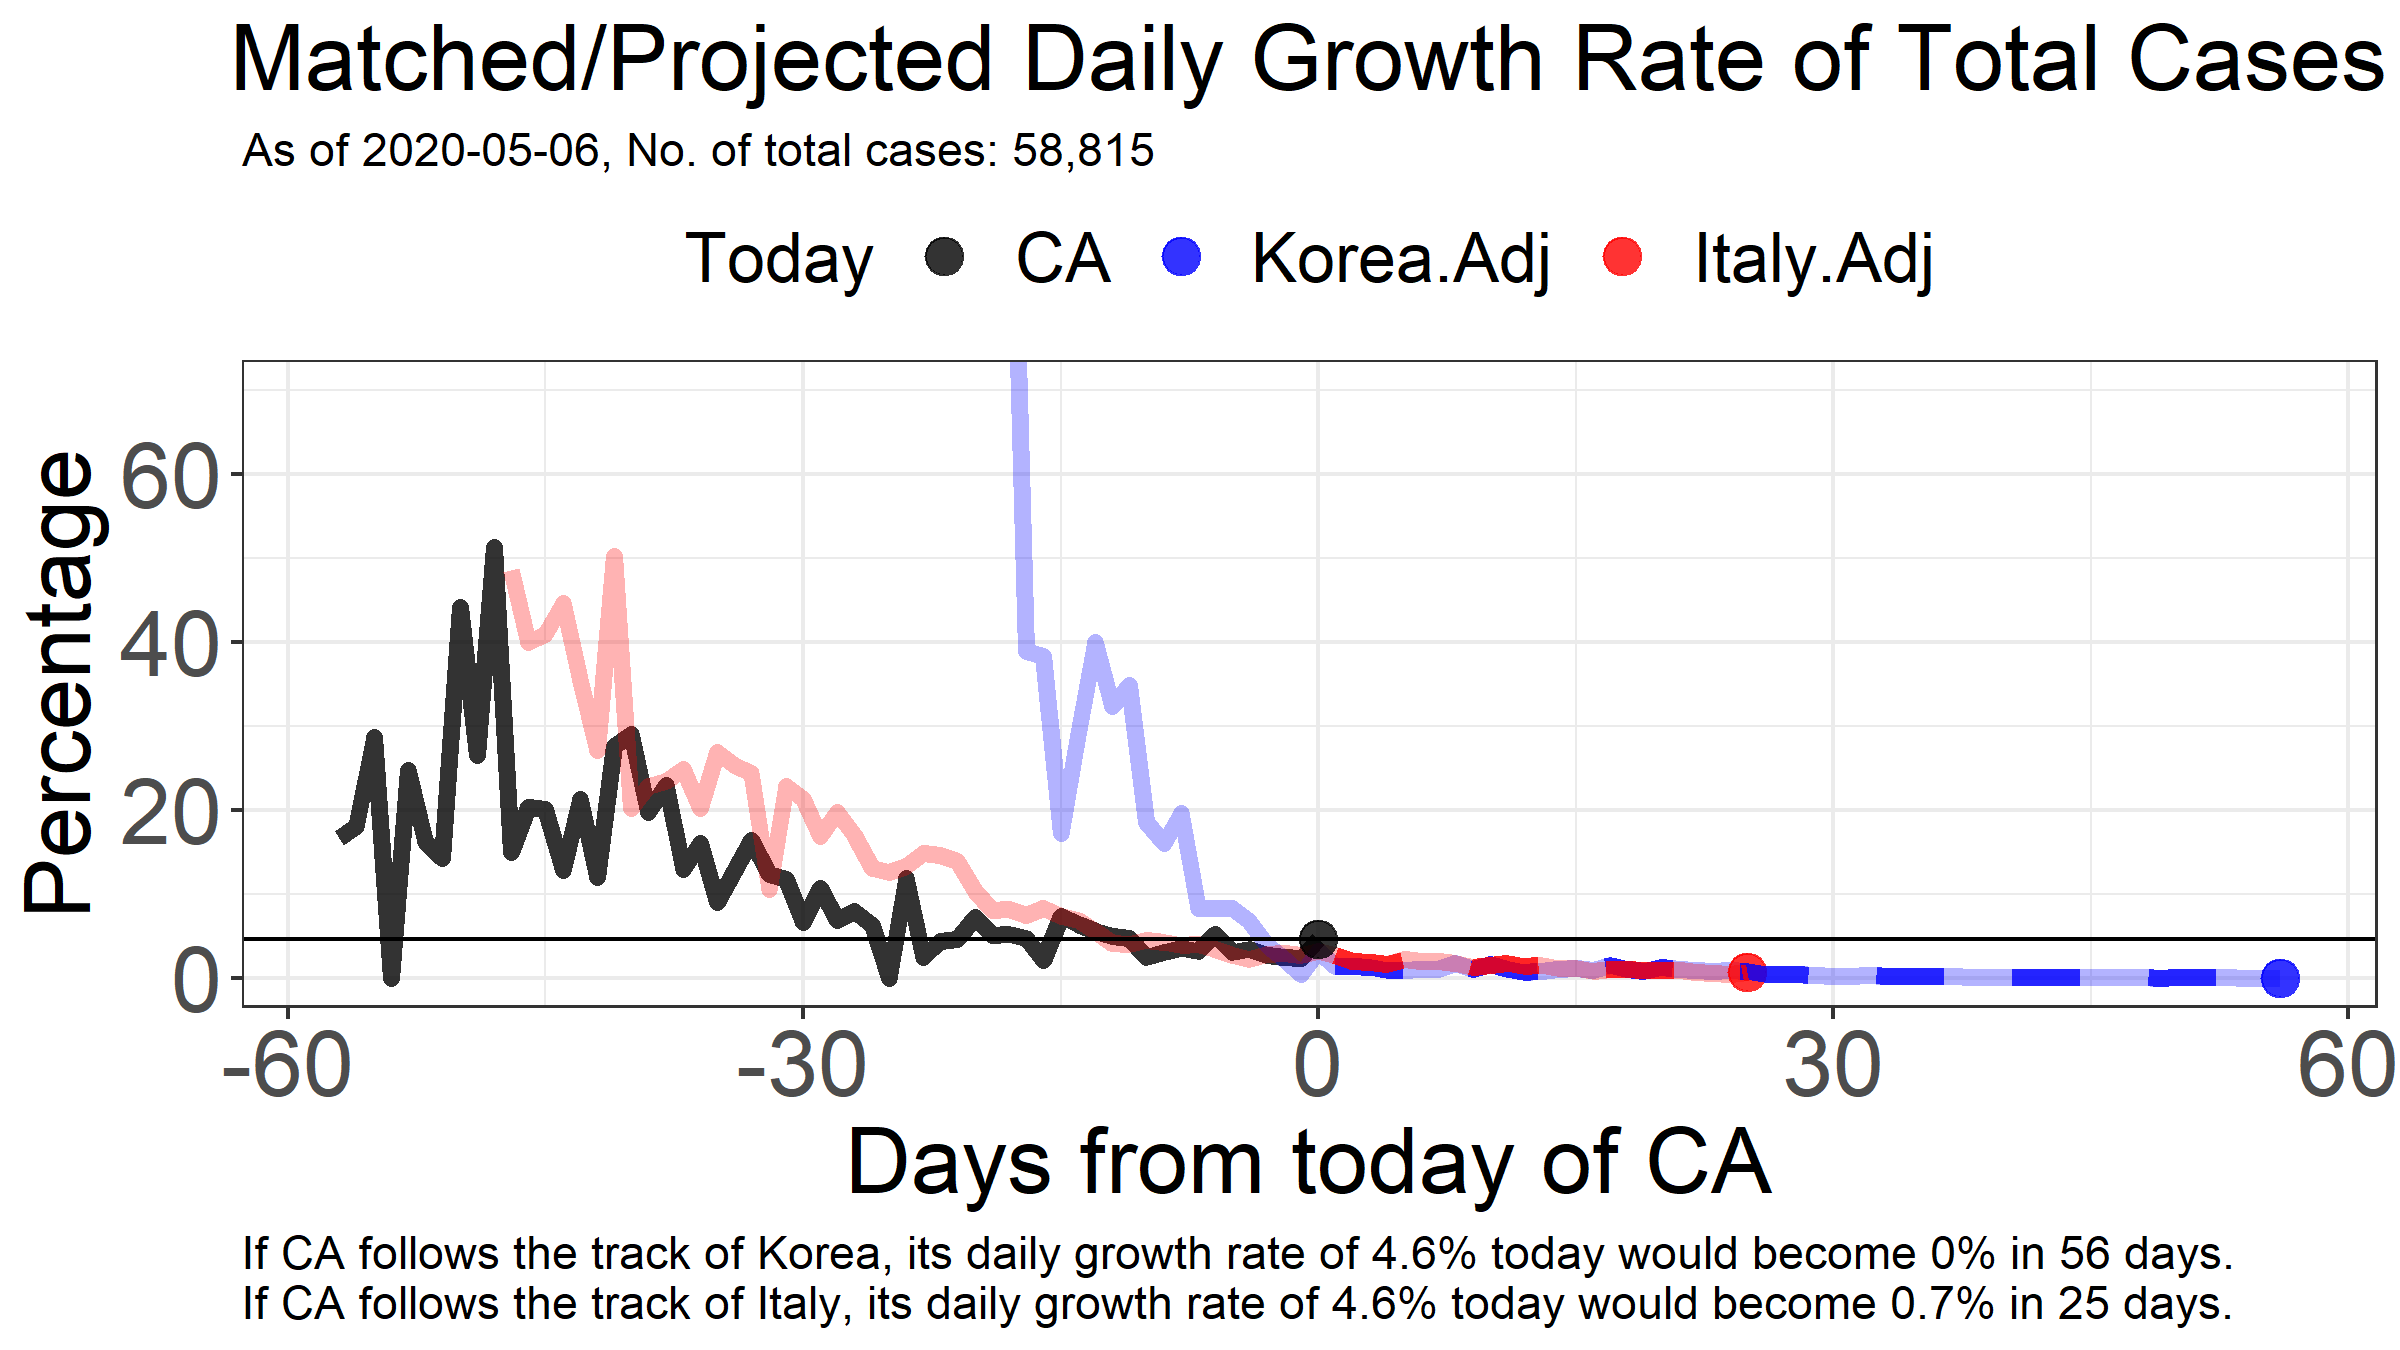 Matched/Projected Daily Growth Rate of Total Cases
As of 2020-05-06, No. of total cases: 58,815
Today CA Korea.Adj Italy.Adj
Percentage
60
40
20
0
-60 -30 0 30 60
Days from today of CA
If CA follows the track of Korea, its daily growth rate of 4.6% today would become 0% in 56 days.
If CA follows the track of Italy, its daily growth rate of 4.6% today would become 0.7% in 25 days.